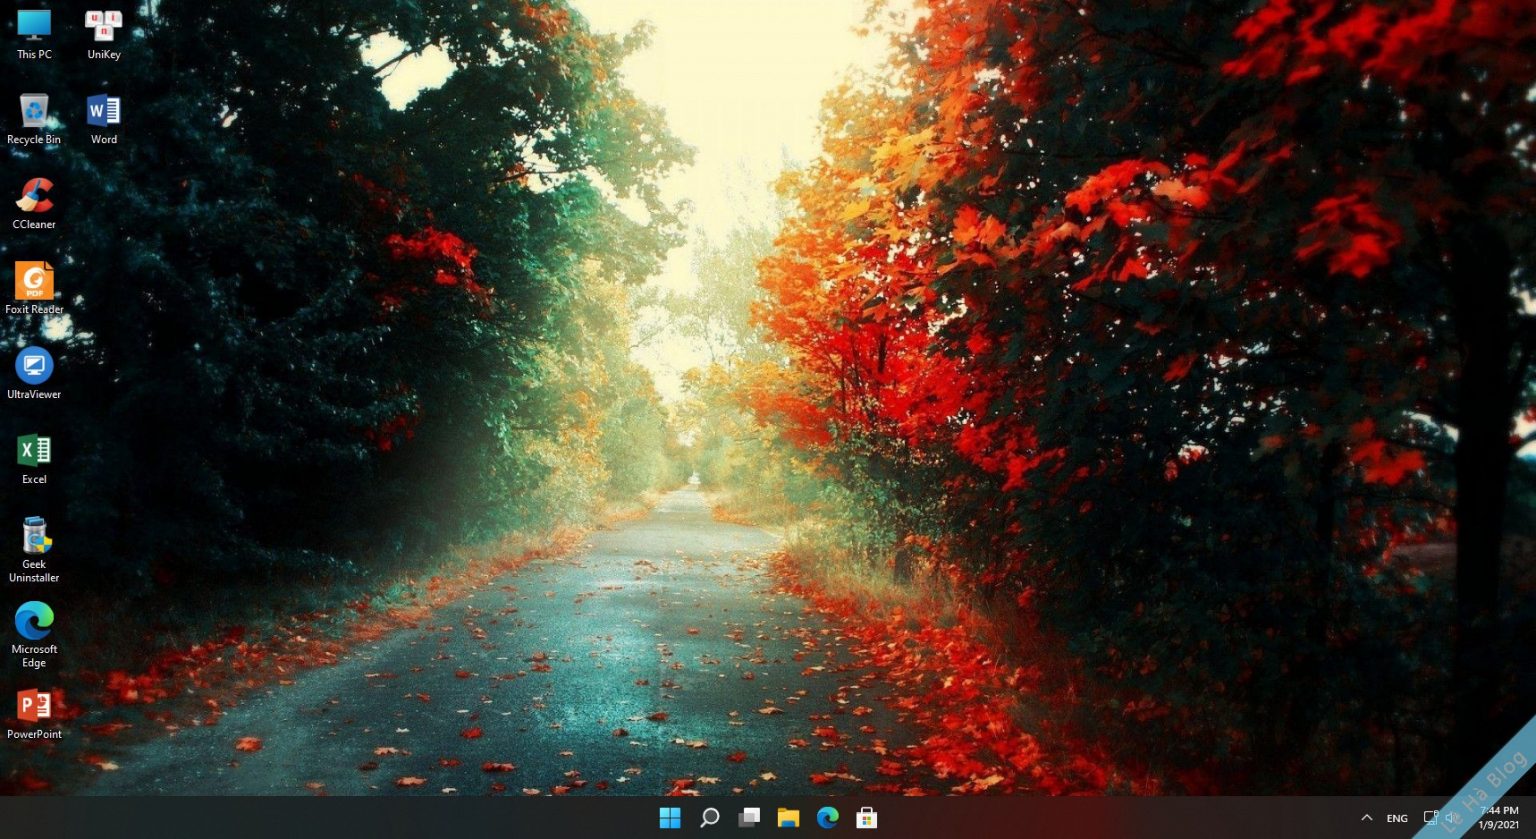 This PC
UniKey
Recycle Bin
Word
CCleaner
Foxit Reader
UltraViewer
Excel
Geek
Uninstaller
Microsoft
Edge
PowerPoint
ENG
7:44 PM
1/9/2021
Hà Blog